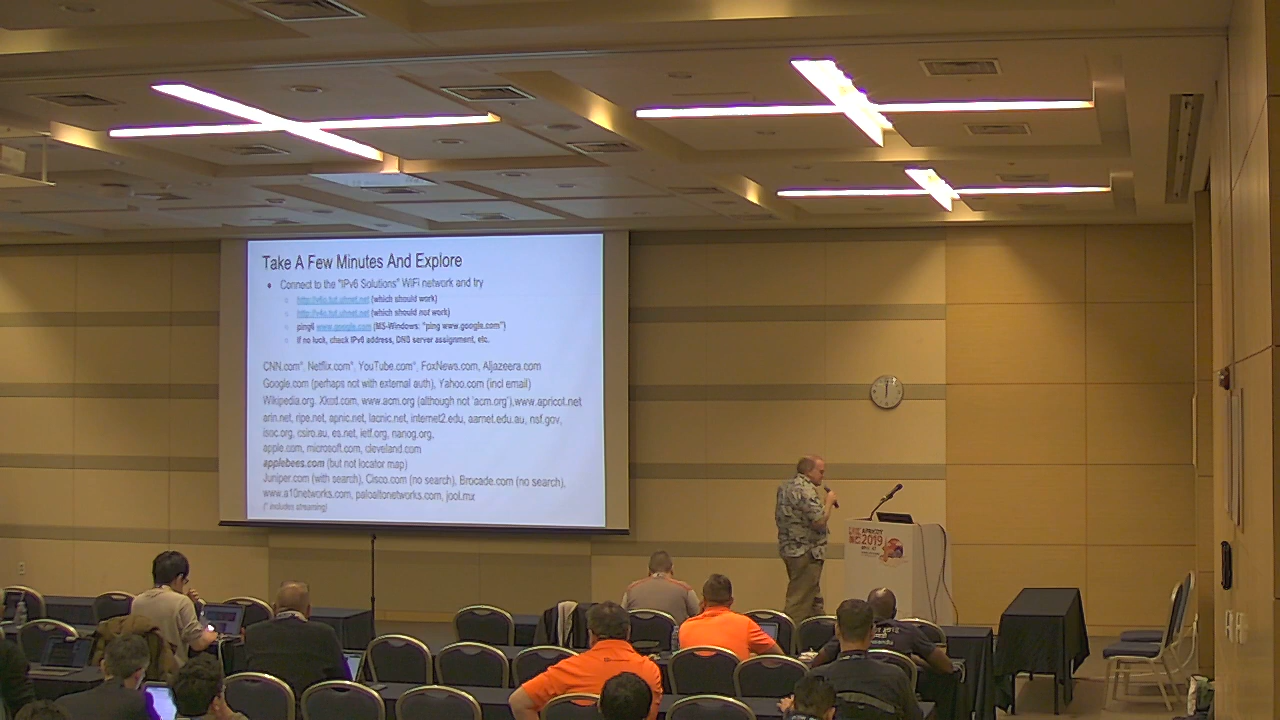 Take A Few Minutes And Explore
• Connect to the "IPv6 Solutions" WiFi network and try
(which should work)
(which should not work)
ping6 www.google.com (MS-Windows: "ping www.google.com")
If no luck, check IPv6 address, DNS server assignment, etc.
CNN.com*, Netflix.com*, YouTube.com*, FoxNews.com, Aljazeera.com
Google.com (perhaps not with external auth), Yahoo.com (incl email)
Wikipedia.org, Xkcd.com, www.acm.org (although not 'acm.org'),www.apricot.net
arin.net, ripe.net, apnic.net, lacnic.net, internet2.edu, aarnet.edu.au, nsf.gov,
isoc.org, csiro.au, es.net, ietf.org, nanog.org,
apple.com, microsoft.com, cleveland.com
applebees.com (but not locator map)
Juniper.com (with search), Cisco.com (no search), Brocade.com (no search),
www.a10networks.com, paloaltonetworks.com, jool.mx
(* includes streaming)
APRICOT
2019